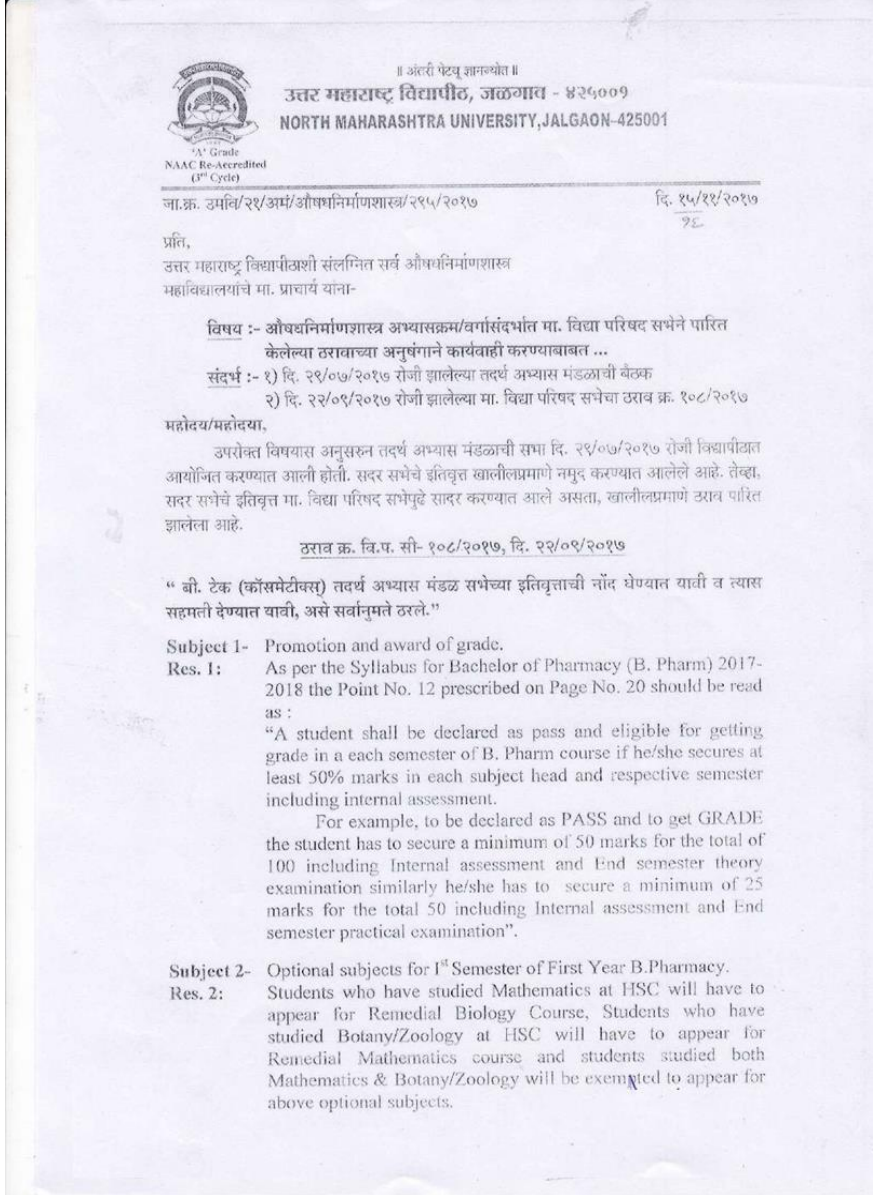 ॥ अंतरी पेटवू ज्ञानज्योत ॥
उत्तर महाराष्ट्र विद्यापीठ, जळगाव - ४२५००१
NORTH MAHARASHTRA UNIVERSITY,JALGAON-425001
'A' Grade
NAAC Re-Accredited
(3rd Cycle)
जा.क्र. उमवि/२१/अमं/औषधनिर्माणशास्त्र/२९५/२०१७ दि. १५/११/२०१७
१६
प्रति,
उत्तर महाराष्ट्र विद्यापीठाशी संलग्नित सर्व औषधनिर्माणशास्त्र
महाविद्यालयांचे मा. प्राचार्य यांना-
विषय :- औषधनिर्माणशास्त्र अभ्यासक्रम/वर्गासंदर्भात मा. विद्या परिषद सभेने पारित
केलेल्या ठरावाच्या अनुषंगाने कार्यवाही करण्याबाबत ...
संदर्भ :- १) दि. २९/०७/२०१७ रोजी झालेल्या तदर्थ अभ्यास मंडळाची बैठक
२) दि. २२/०९/२०१७ रोजी झालेल्या मा. विद्या परिषद सभेचा ठराव क्र. १०८/२०१७
महोदय/महोदया,
उपरोक्त विषयास अनुसरुन तदर्थ अभ्यास मंडळाची सभा दि. २९/०७/२०१७ रोजी विद्यापीठात
आयोजित करण्यात आली होती. सदर सभेचे इतिवृत्त खालीलप्रमाणे नमुद करण्यात आलेले आहे. तेव्हा,
सदर सभेचे इतिवृत्त मा. विद्या परिषद सभेपुढे सादर करण्यात आले असता, खालीलप्रमाणे ठराव पारित
झालेला आहे.
ठराव क्र. वि.प. सी- १०८/२०१७, दि. २२/०९/२०१७
“ बी. टेक (कॉसमेटीक्स्) तदर्थ अभ्यास मंडळ सभेच्या इतिवृत्ताची नोंद घेण्यात यावी व त्यास
सहमती देण्यात यावी, असे सर्वानुमते ठरले.”
Subject 1- Promotion and award of grade.
Res. 1: As per the Syllabus for Bachelor of Pharmacy (B. Pharm) 2017-
2018 the Point No. 12 prescribed on Page No. 20 should be read
as :
“A student shall be declared as pass and eligible for getting
grade in a each semester of B. Pharm course if he/she secures at
least 50% marks in each subject head and respective semester
including internal assessment.
For example, to be declared as PASS and to get GRADE
the student has to secure a minimum of 50 marks for the total of
100 including Internal assessment and End semester theory
examination similarly he/she has to secure a minimum of 25
marks for the total 50 including Internal assessment and End
semester practical examination”.
Subject 2- Optional subjects for Ist Semester of First Year B.Pharmacy.
Res. 2: Students who have studied Mathematics at HSC will have to
appear for Remedial Biology Course, Students who have
studied Botany/Zoology at HSC will have to appear for
Remedial Mathematics course and students studied both
Mathematics & Botany/Zoology will be exempted to appear for
above optional subjects.